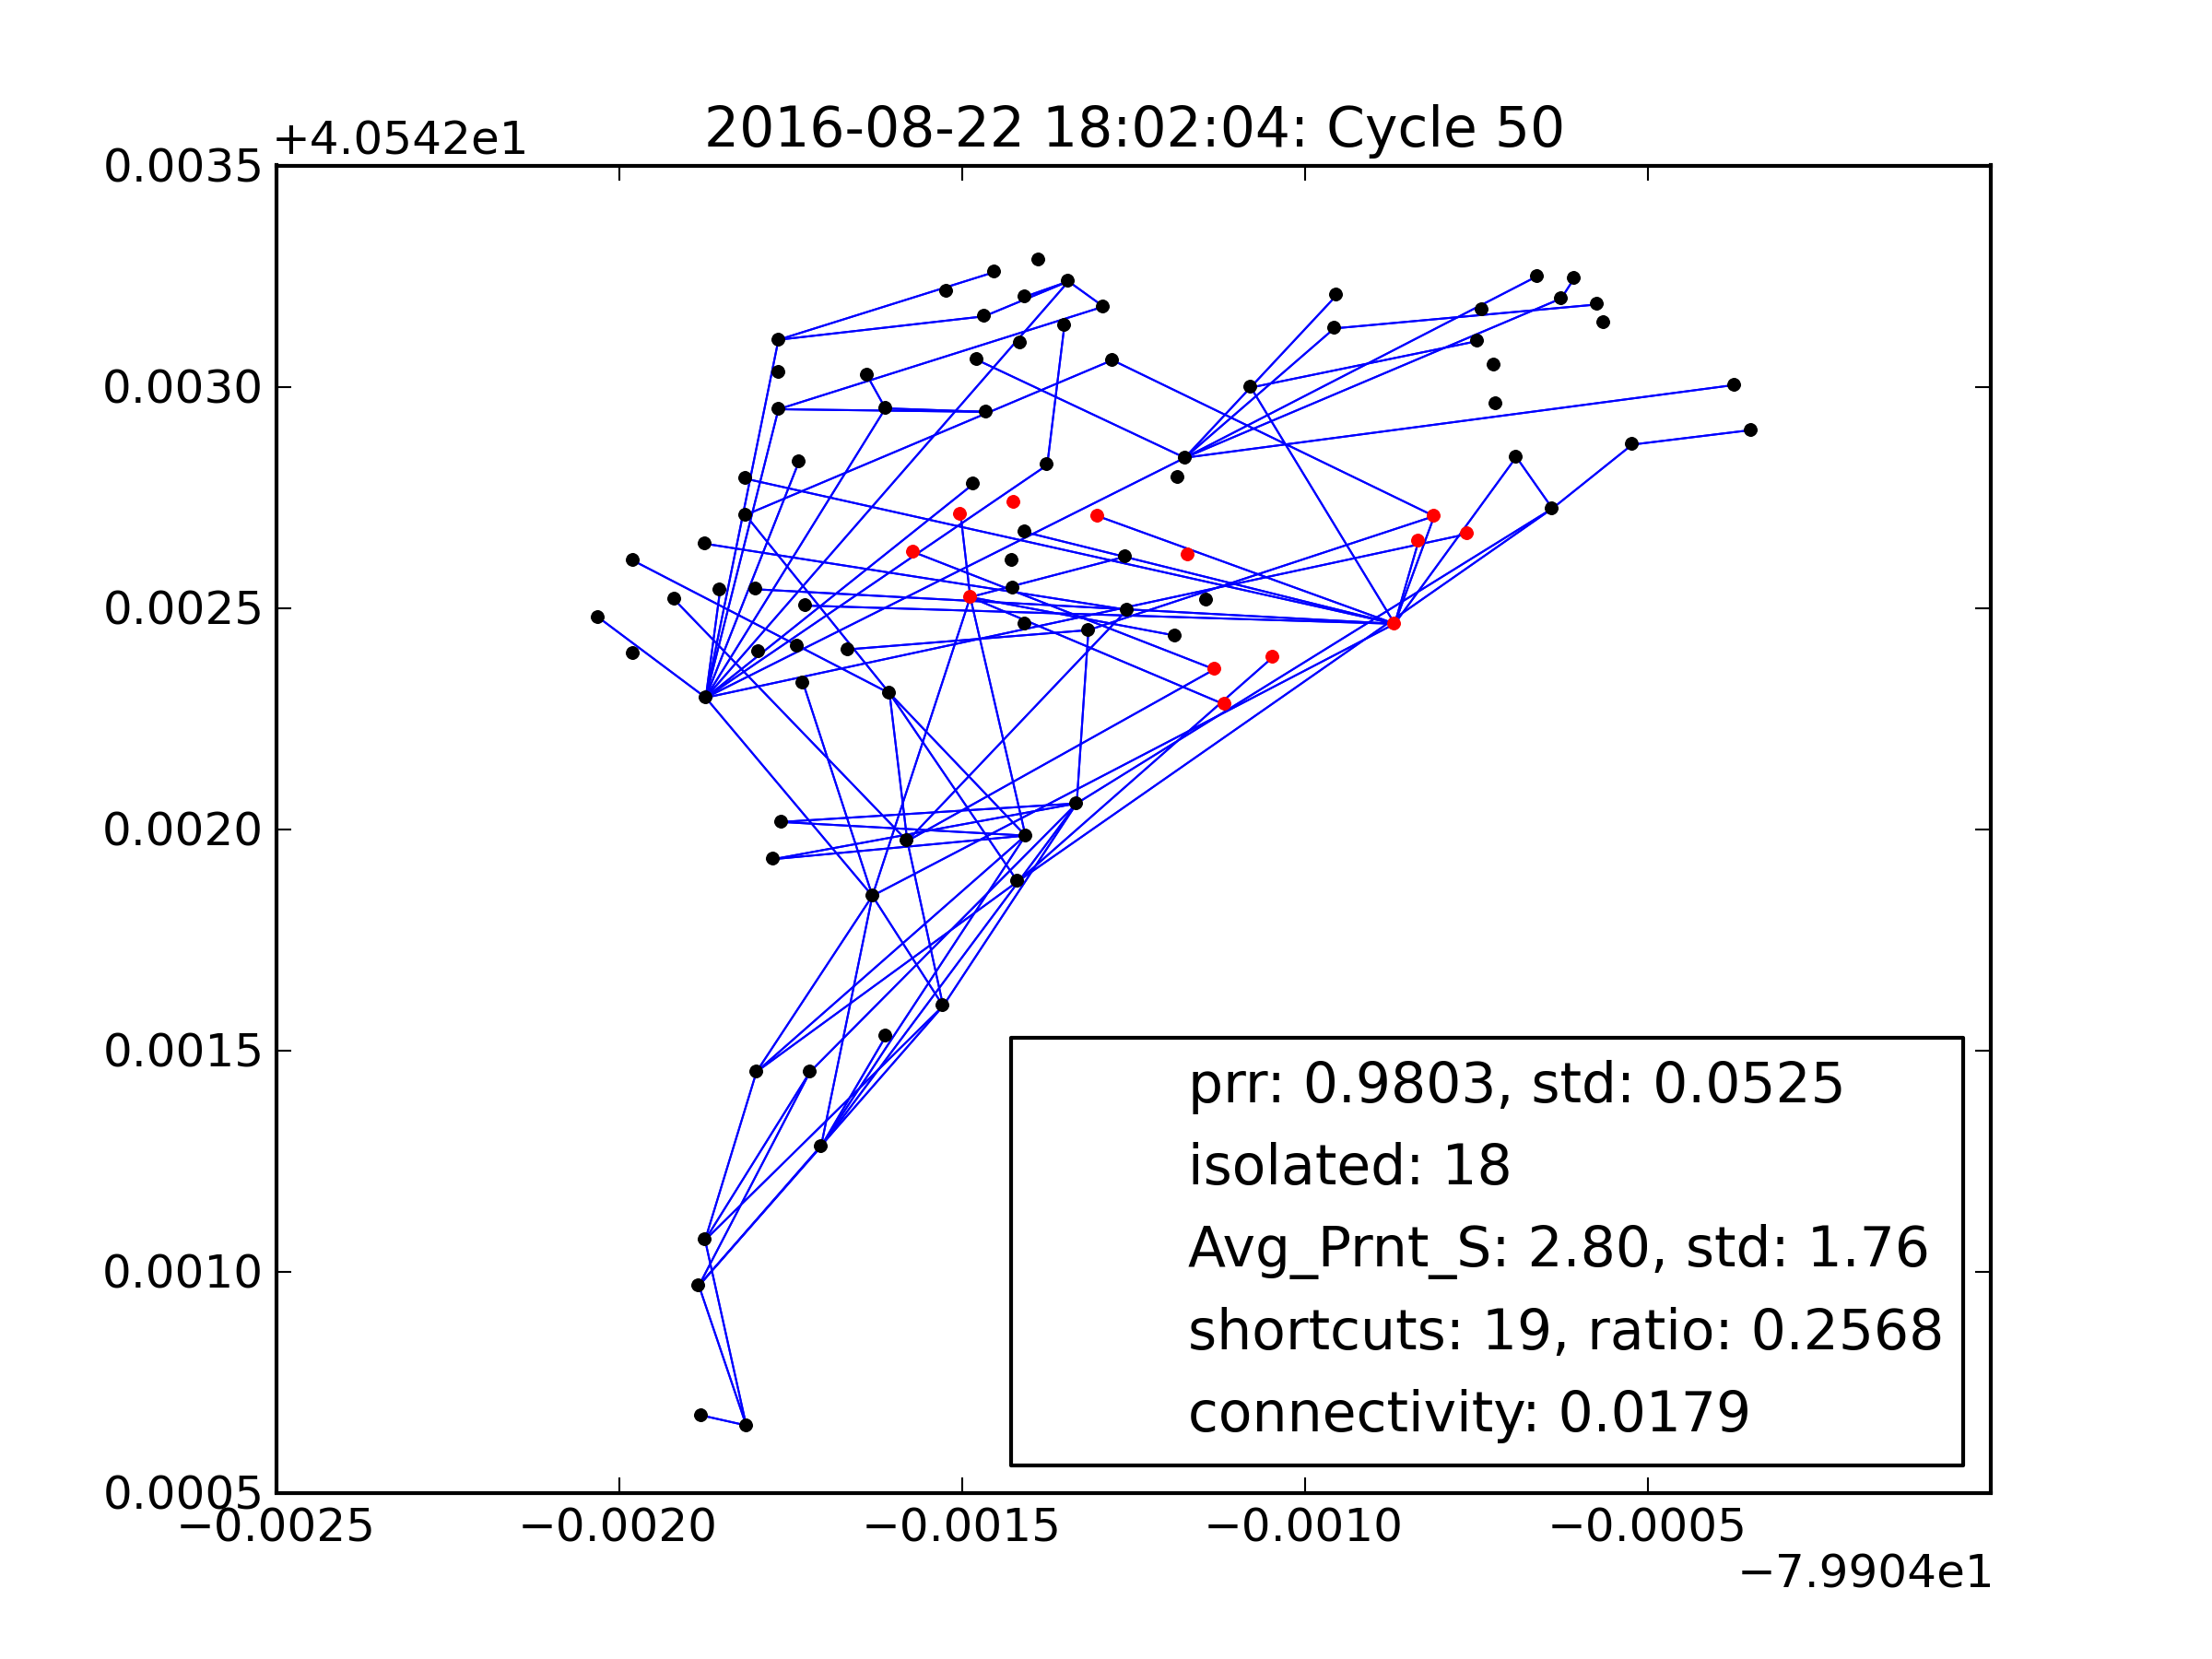 2016-08-22 18:02:04: Cycle 50
+4.0542e1
0.0035
0.0030
0.0025
0.0020
0.0015
0.0010
0.0005
prr: 0.9803, std: 0.0525
isolated: 18
Avg_Prnt_S: 2.80, std: 1.76
shortcuts: 19, ratio: 0.2568
connectivity: 0.0179
−0.0025 −0.0020 −0.0015 −0.0010 −0.0005
−7.9904e1